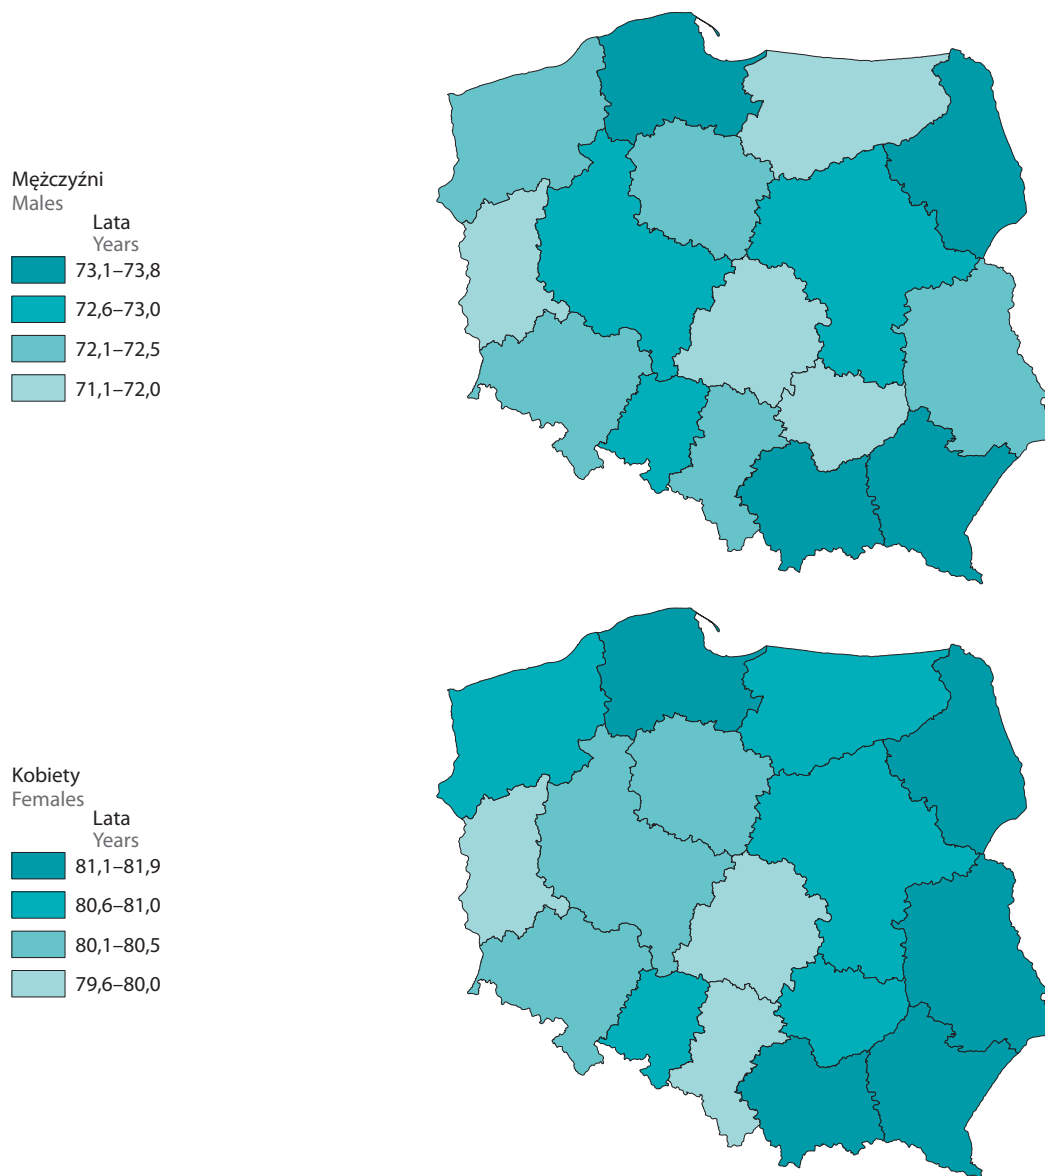 Mężczyźni
Males
Lata
Years
73,1–73,8
72,6–73,0
72,1–72,5
71,1–72,0
Kobiety
Females
Lata
Years
81,1–81,9
80,6–81,0
80,1–80,5
79,6–80,0